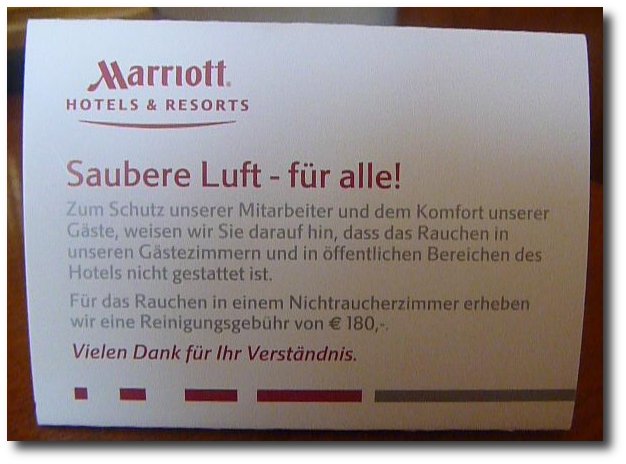 Marriott.
HOTELS & RESORTS
Saubere Luft - für alle!
Zum Schutz unserer Mitarbeiter und dem Komfort unserer
Gäste, weisen wir Sie darauf hin, dass das Rauchen in
unseren Gästezimmern und in öffentlichen Bereichen des
Hotels nicht gestattet ist.
Für das Rauchen in einem Nichtraucherzimmer erheben
wir eine Reinigungsgebühr von € 180,-.
Vielen Dank für Ihr Verständnis.